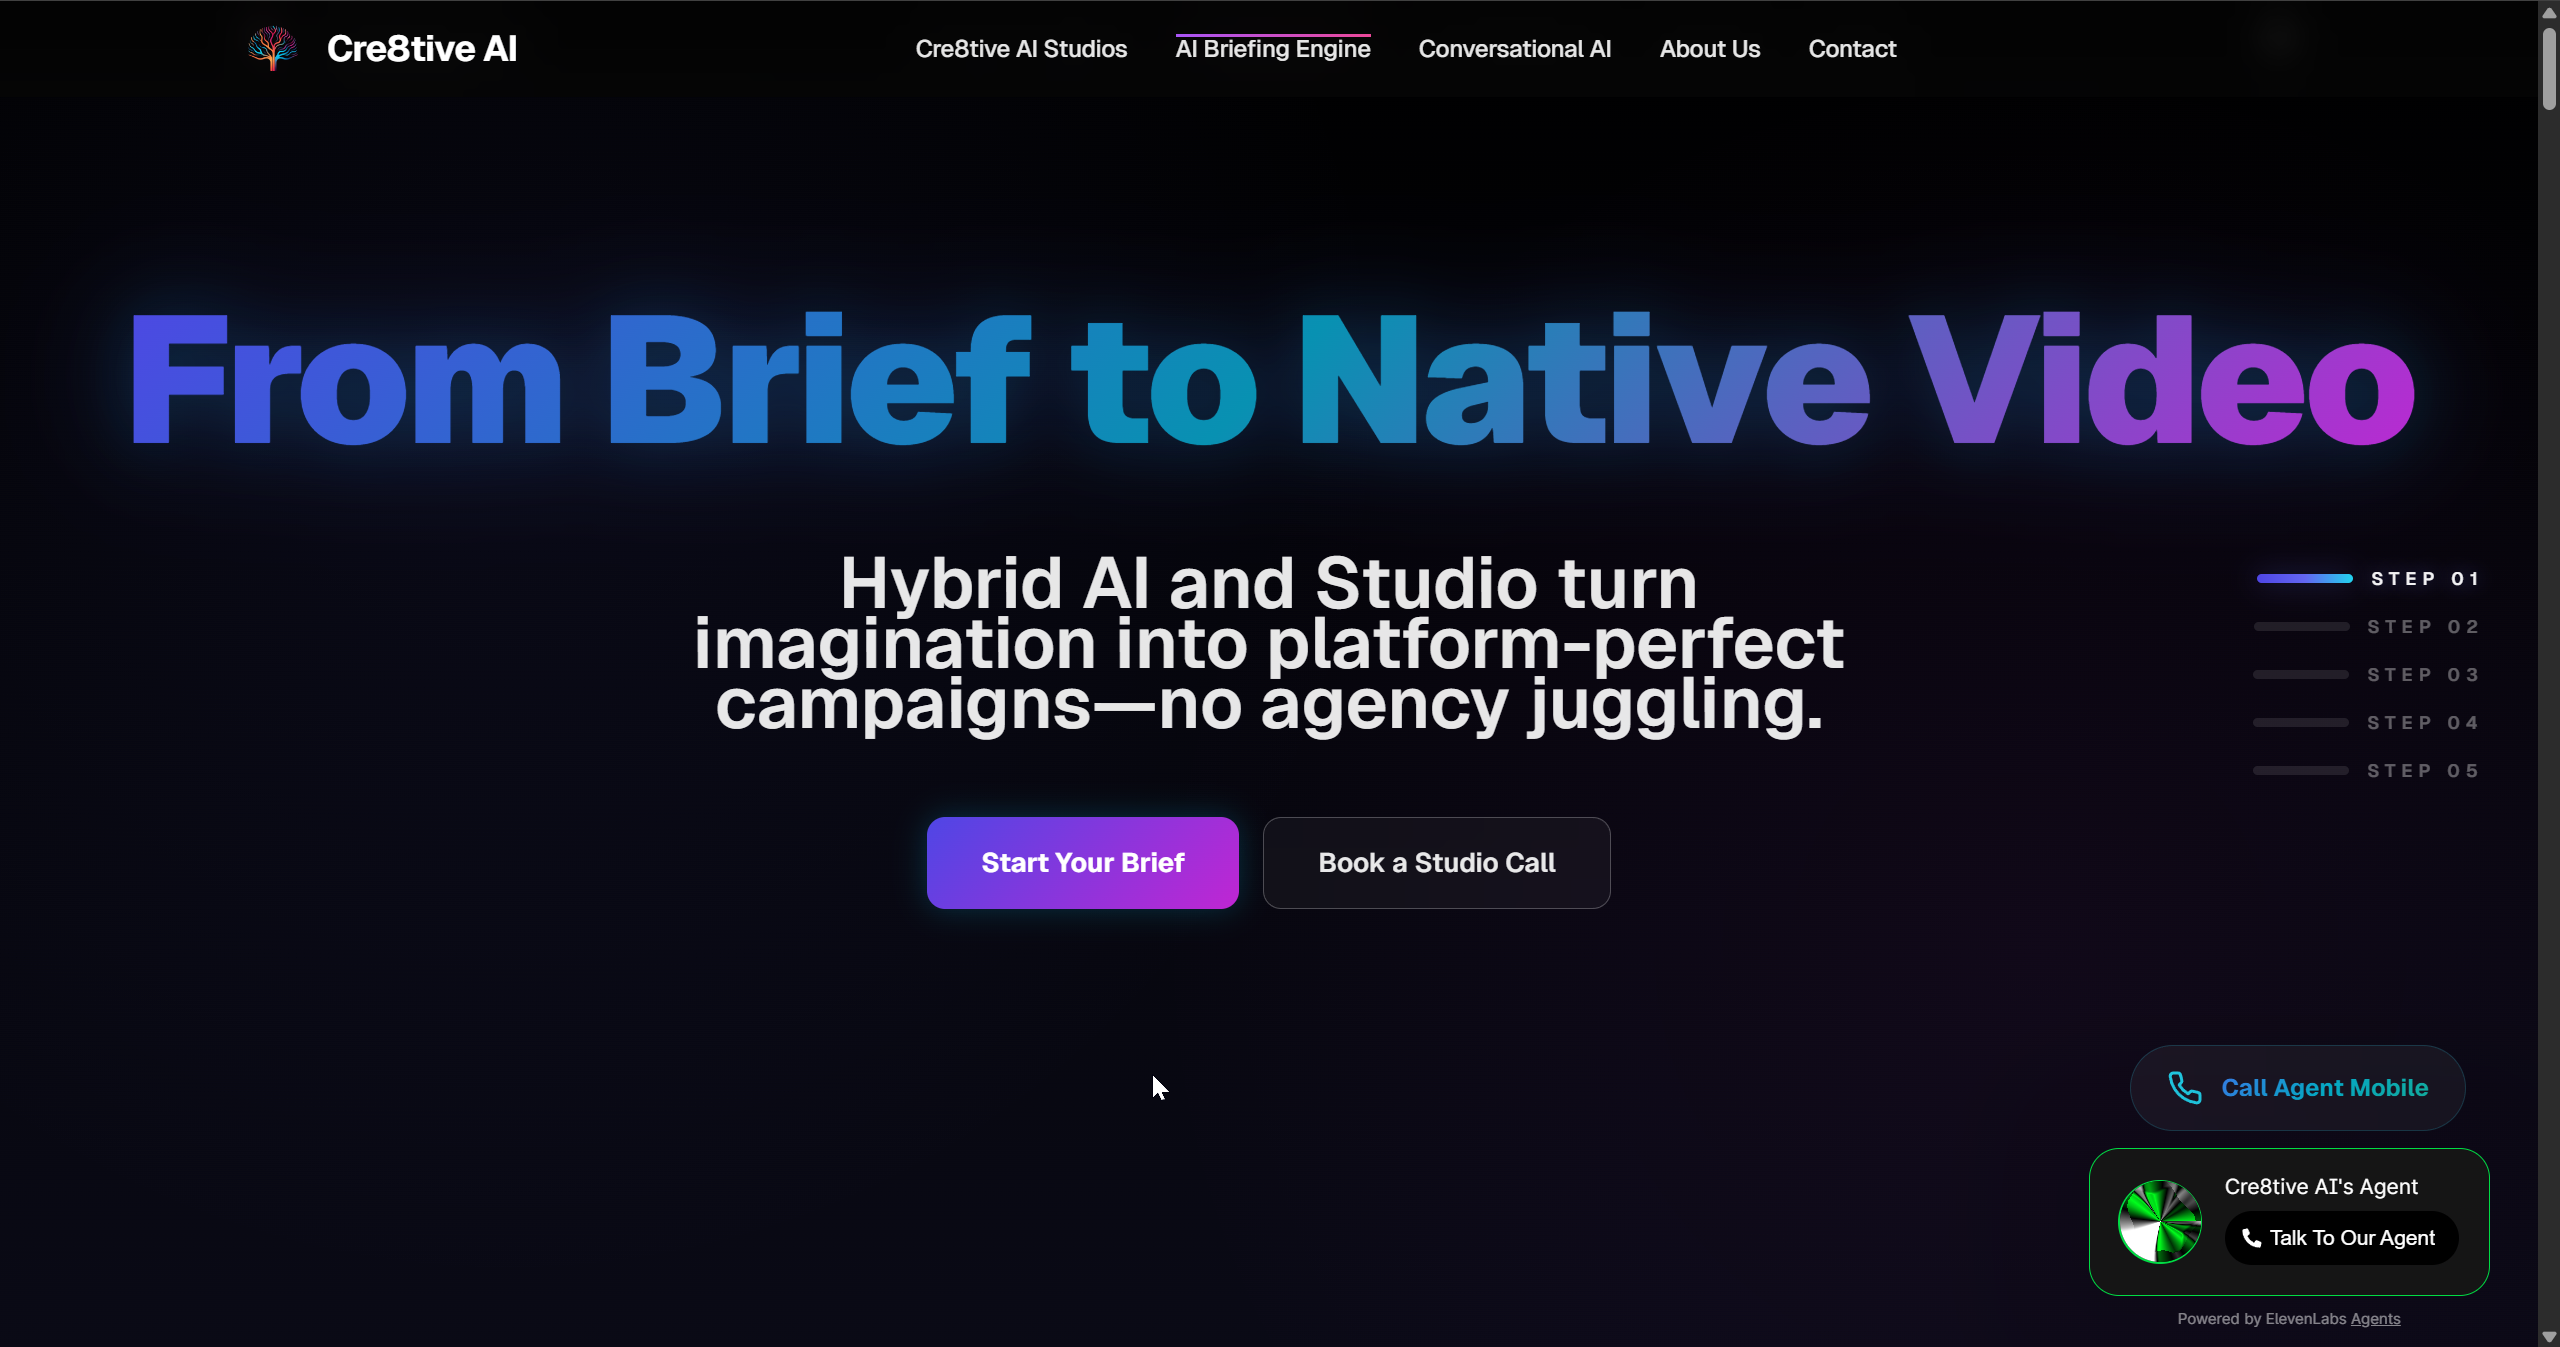 Cre8tive AI
Cre8tive AI Studios
AI Briefing Engine
Conversational AI
About Us
Contact
From Brief to Native Video
Hybrid AI and Studio turn
imagination into platform-perfect
campaigns—no agency juggling.
STEP 01
STEP 02
STEP 03
STEP 04
STEP 05
Start Your Brief
Book a Studio Call
Call Agent Mobile
Cre8tive AI's Agent
Talk To Our Agent
Powered by ElevenLabs Agents